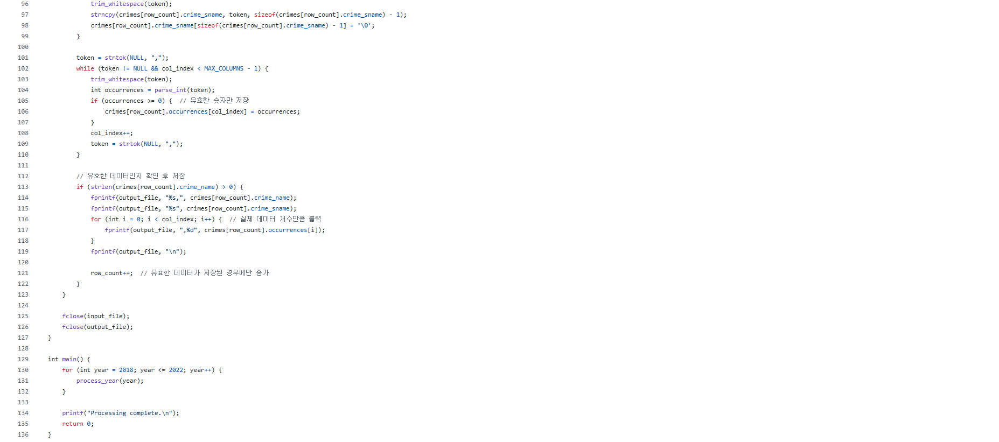 96                 trim_whitespace(token);
97                 strncpy(crimes[row_count].crime_sname, token, sizeof(crimes[row_count].crime_sname) - 1);
98                 crimes[row_count].crime_sname[sizeof(crimes[row_count].crime_sname) - 1] = '\0';
99             }
100
101             token = strtok(NULL, ",");
102             while (token != NULL && col_index < MAX_COLUMNS - 1) {
103                 trim_whitespace(token);
104                 int occurrences = parse_int(token);
105                 if (occurrences >= 0) {  // 유효한 숫자만 저장
106                     crimes[row_count].occurrences[col_index] = occurrences;
107                 }
108                 col_index++;
109                 token = strtok(NULL, ",");
110             }
111
112             // 유효한 데이터인지 확인 후 저장
113             if (strlen(crimes[row_count].crime_name) > 0) {
114                 fprintf(output_file, "%s,", crimes[row_count].crime_name);
115                 fprintf(output_file, "%s", crimes[row_count].crime_sname);
116                 for (int i = 0; i < col_index; i++) {  // 실제 데이터 개수만큼 출력
117                     fprintf(output_file, ",%d", crimes[row_count].occurrences[i]);
118                 }
119                 fprintf(output_file, "\n");
120
121                 row_count++;  // 유효한 데이터가 저장된 경우에만 증가
122             }
123         }
124
125         fclose(input_file);
126         fclose(output_file);
127     }
128
129     int main() {
130         for (int year = 2018; year <= 2022; year++) {
131             process_year(year);
132         }
133
134         printf("Processing complete.\n");
135         return 0;
136     }